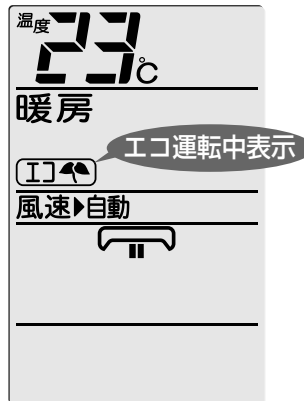 温度
23℃
暖房
エコ運転中表示
エコ
風速▶自動